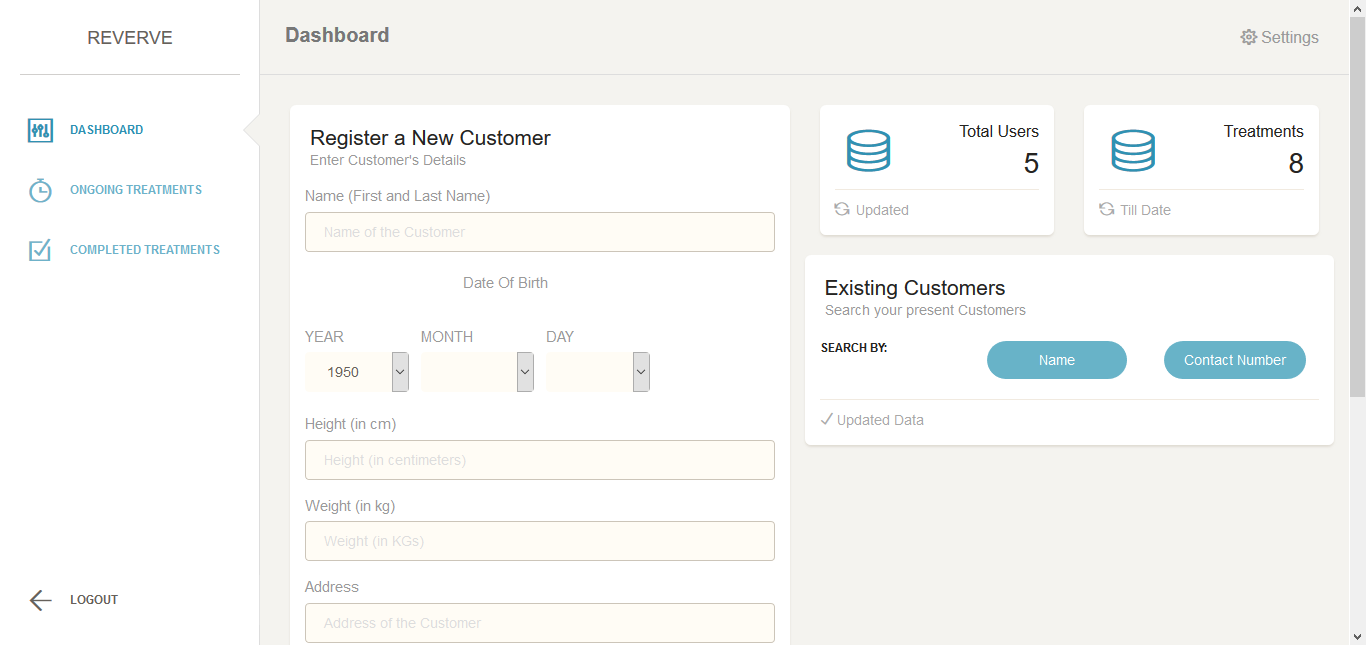 REVERVE
DASHBOARD
ONGOING TREATMENTS
COMPLETED TREATMENTS
LOGOUT
Dashboard
Settings
Register a New Customer
Enter Customer's Details
Name (First and Last Name)
Name of the Customer
Date Of Birth
YEAR MONTH DAY
1950
Height (in cm)
Height (in centimeters)
Weight (in kg)
Weight (in KGs)
Address
Address of the Customer
Total Users
5
Updated
Treatments
8
Till Date
Existing Customers
Search your present Customers
SEARCH BY: Name Contact Number
Updated Data